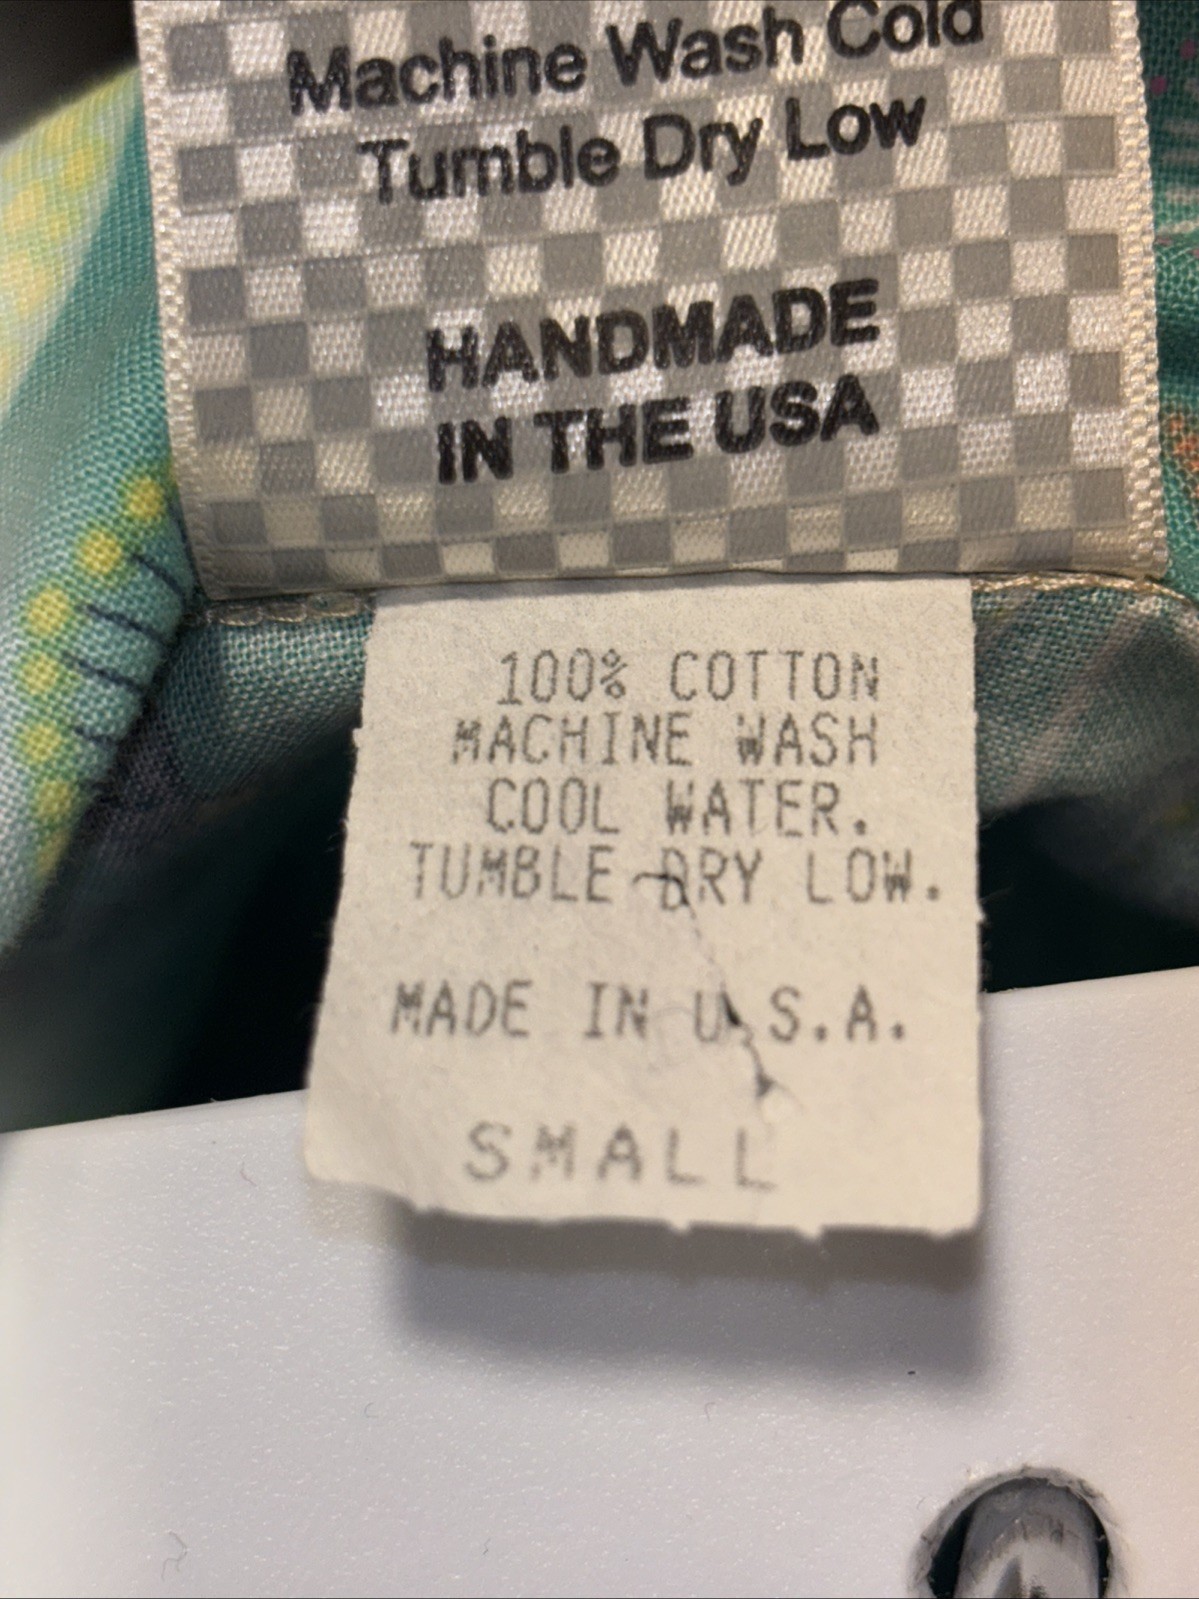 Machine Wash Cold
Tumble Dry Low
HANDMADE
IN THE USA
100% COTTON
MACHINE WASH
COOL WATER.
TUMBLE DRY LOW.
MADE IN U.S.A.
SMALL